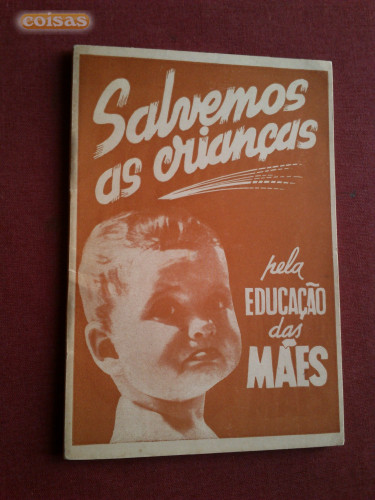 coisas
Salvemos
as crianças
pela
EDUCAÇÃO
das
MÃES